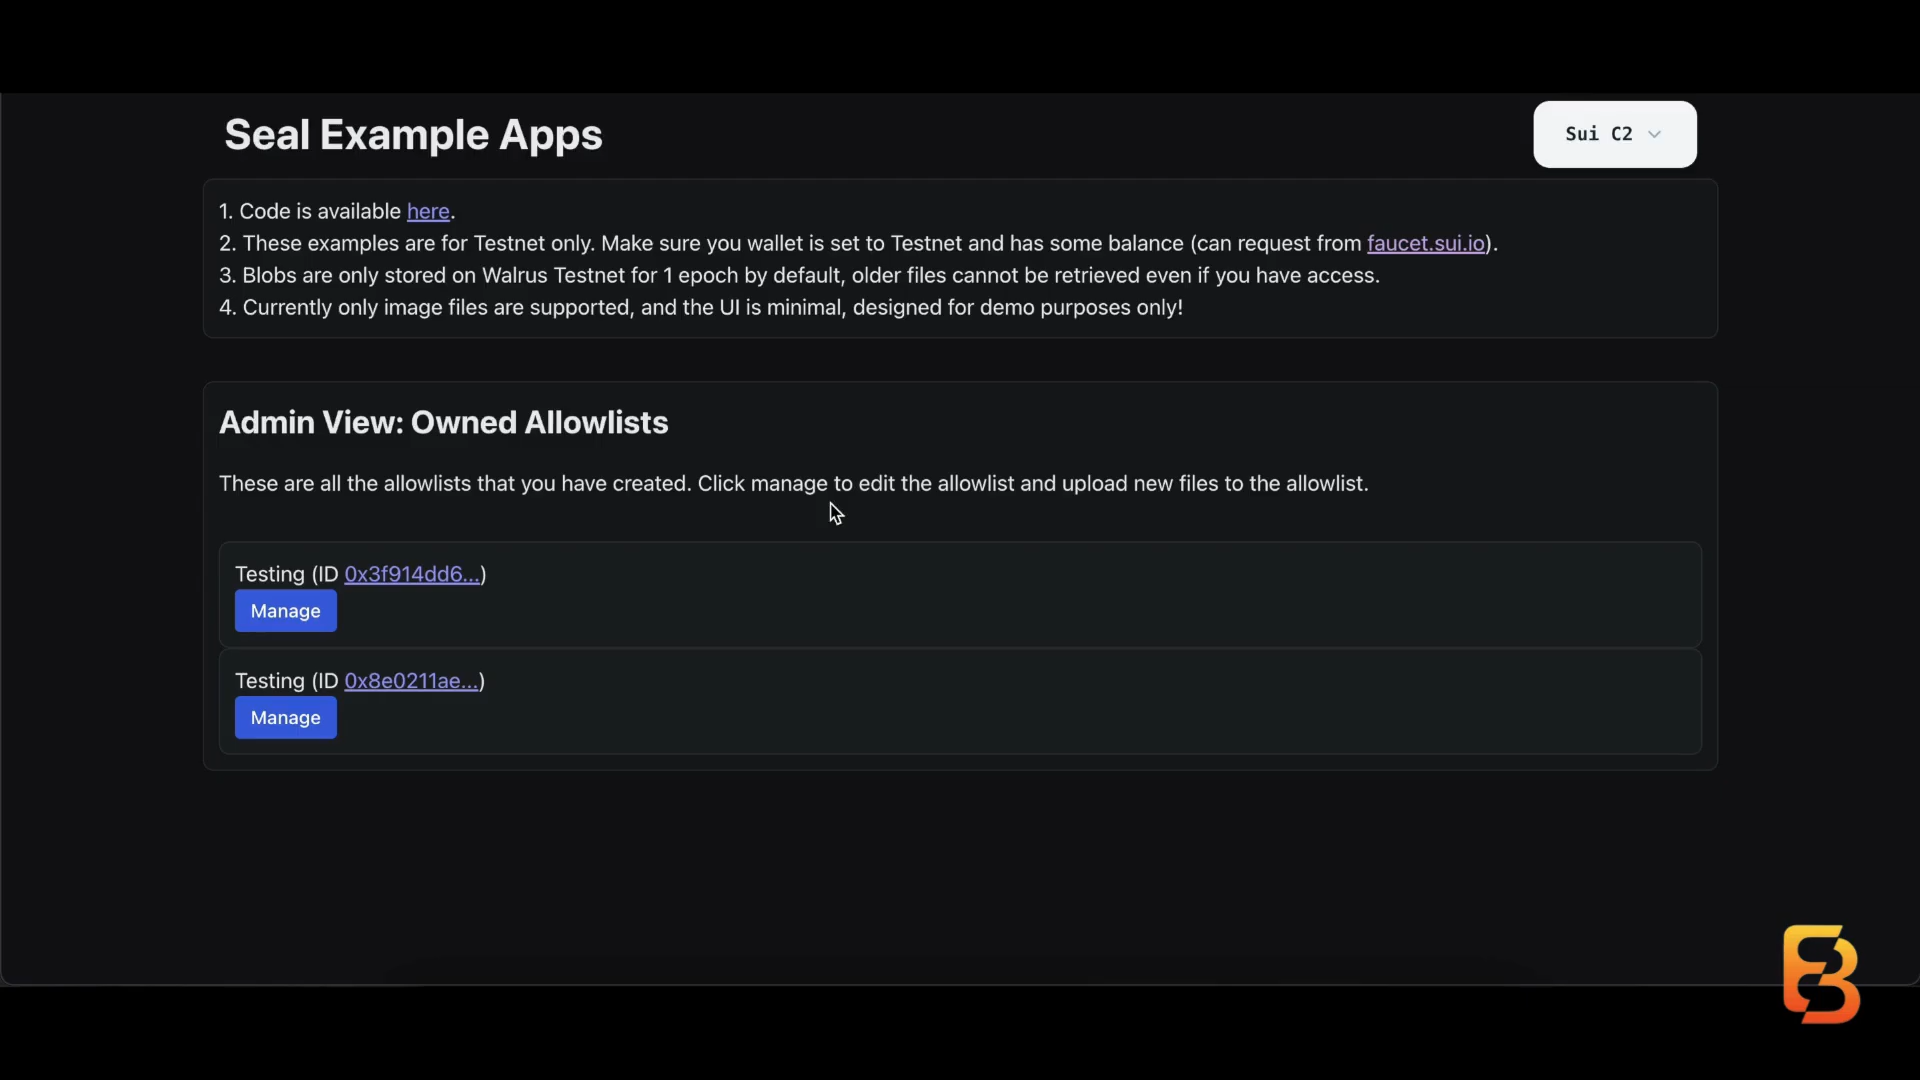 Seal Example Apps
Sui C2
1. Code is available here.
2. These examples are for Testnet only. Make sure you wallet is set to Testnet and has some balance (can request from faucet.sui.io).
3. Blobs are only stored on Walrus Testnet for 1 epoch by default, older files cannot be retrieved even if you have access.
4. Currently only image files are supported, and the UI is minimal, designed for demo purposes only!
Admin View: Owned Allowlists
These are all the allowlists that you have created. Click manage to edit the allowlist and upload new files to the allowlist.
Testing (ID 0x3f914dd6...)
Manage
Testing (ID 0x8e0211ae...)
Manage